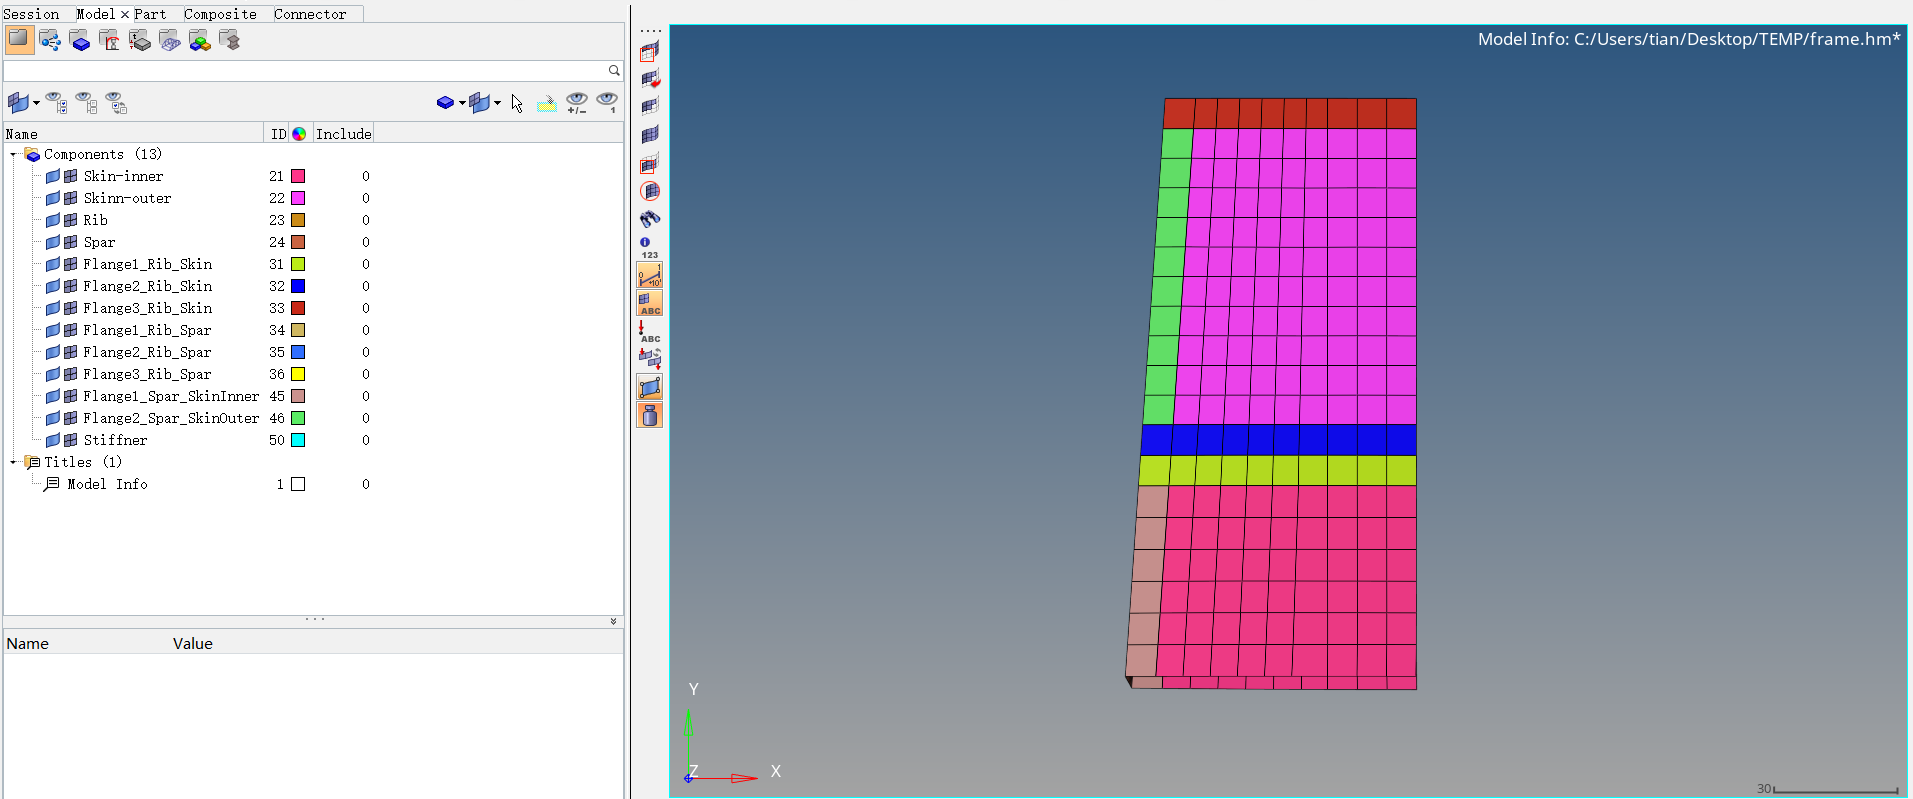 Session Model × Part Composite Connector
Model Info: C:/Users/tian/Desktop/TEMP/frame.hm*
+/- 1
Name ID Include
Components (13)
Skin-inner 21 0
Skinn-outer 22 0
Rib 23 0
Spar 24 0
Flange1_Rib_Skin 31 0
Flange2_Rib_Skin 32 0
Flange3_Rib_Skin 33 0
Flange1_Rib_Spar 34 0
Flange2_Rib_Spar 35 0
Flange3_Rib_Spar 36 0
Flange1_Spar_SkinInner 45 0
Flange2_Spar_SkinOuter 46 0
Stiffner 50 0
Titles (1)
Model Info 1 0
Name Value
123
ABC
ABC
Y
Z X
30